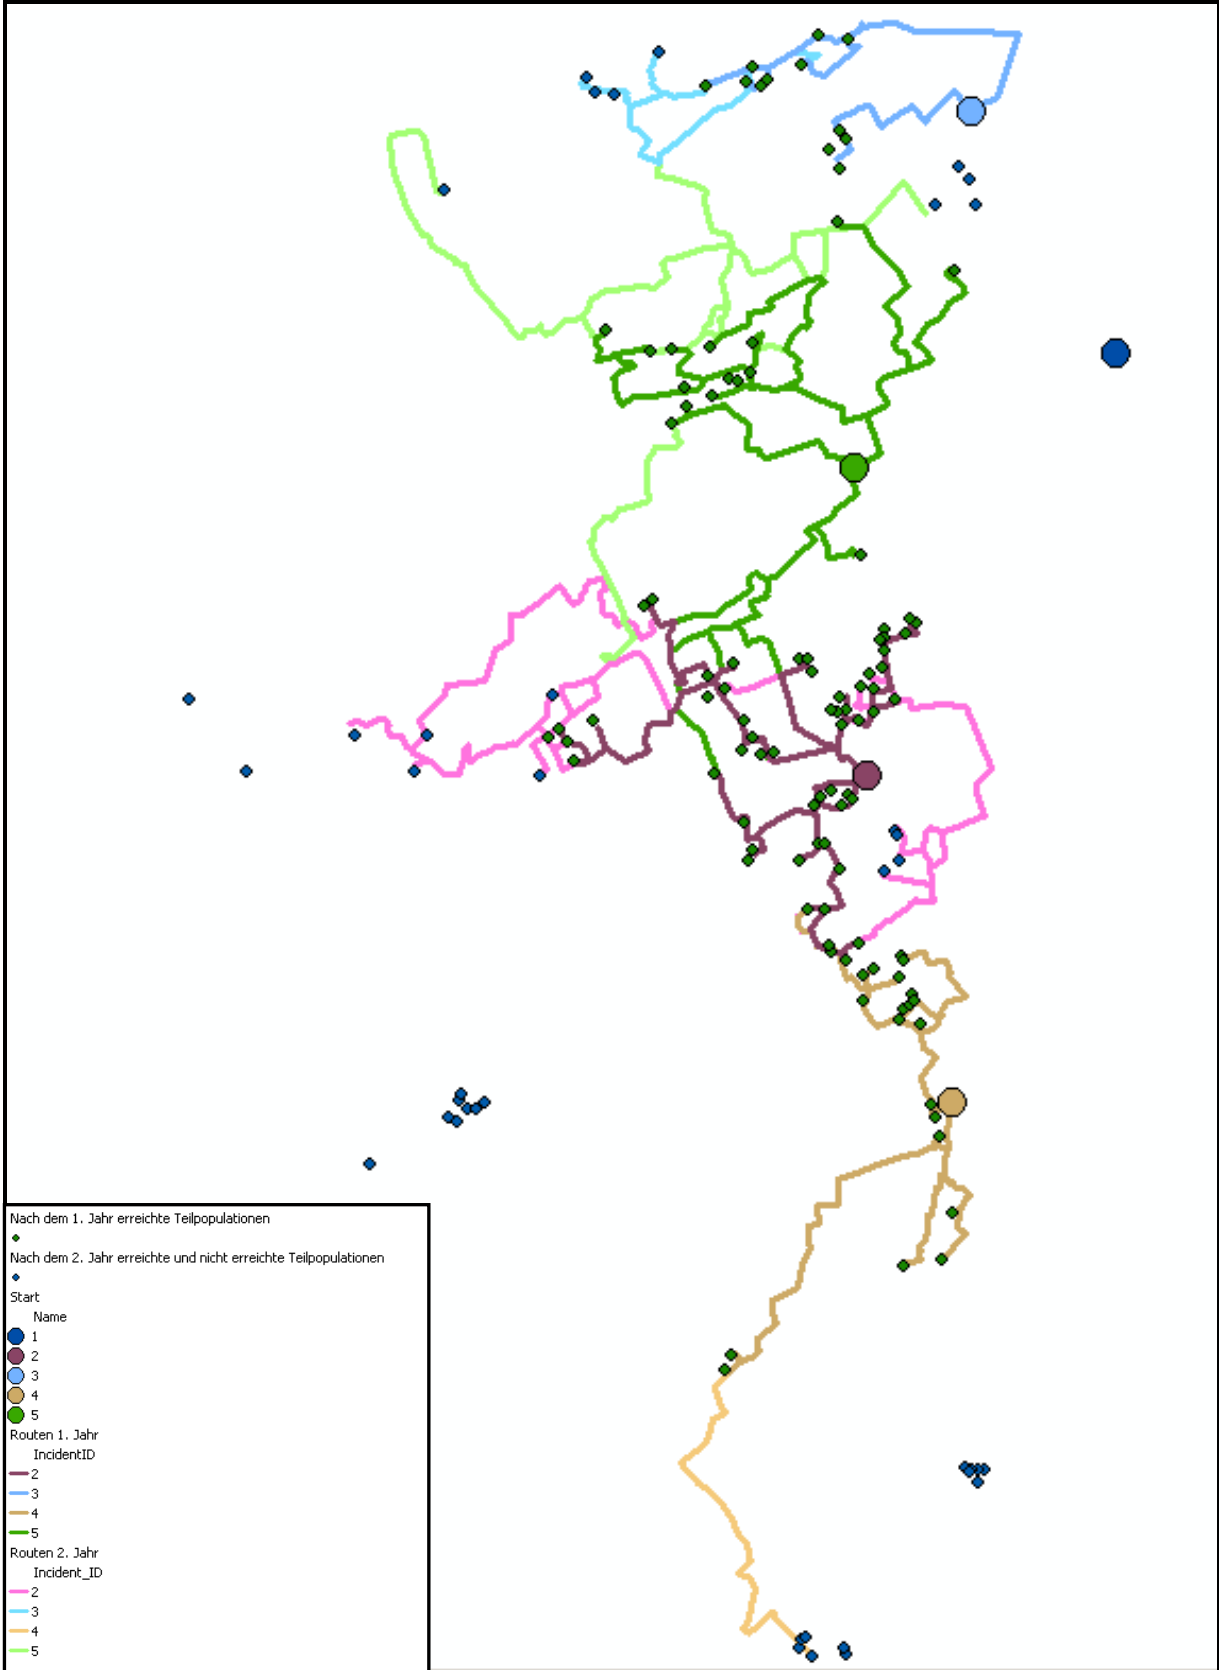 Nach dem 1. Jahr erreichte Teilpopulationen
Nach dem 2. Jahr erreichte und nicht erreichte Teilpopulationen
Start
Name
1
2
3
4
5
Routen 1. Jahr
IncidentID
2
3
4
5
Routen 2. Jahr
Incident_ID
2
3
4
5